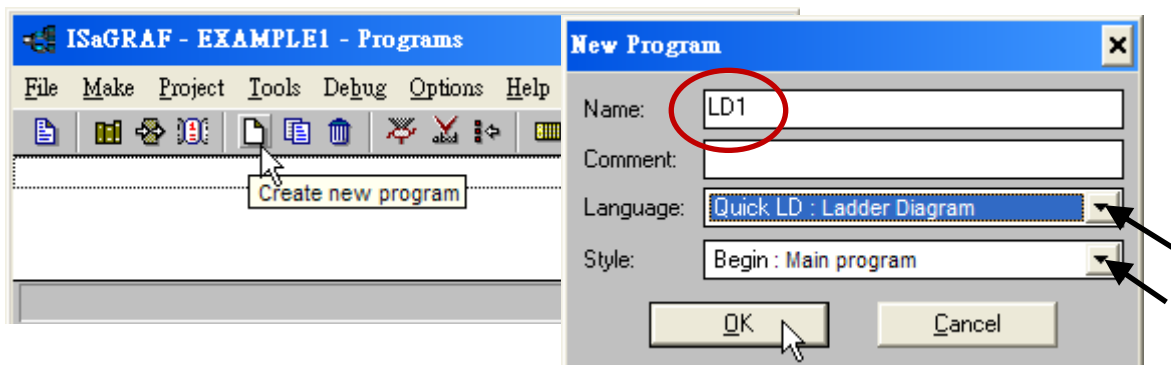 ISaGRAF - EXAMPLE1 - Programs
File Make Project Tools Debug Options Help
Create new program
New Program
Name: LD1
Comment:
Language: Quick LD : Ladder Diagram
Style: Begin : Main program
OK Cancel